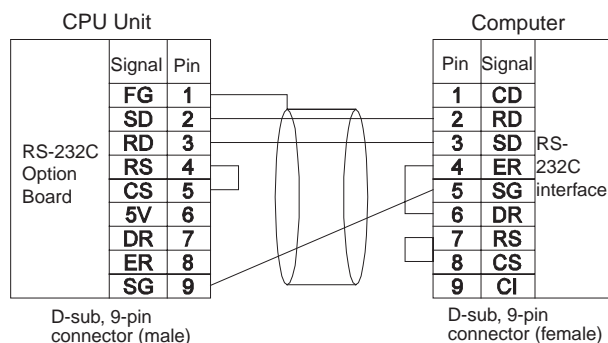 CPU Unit
Computer
Signal Pin
FG 1
SD 2
RD 3
RS 4
CS 5
5V 6
DR 7
ER 8
SG 9
RS-232C
Option
Board
Pin Signal
1 CD
2 RD
3 SD
4 ER
5 SG
6 DR
7 RS
8 CS
9 CI
RS-
232C
interface
D-sub, 9-pin
connector (male)
D-sub, 9-pin
connector (female)